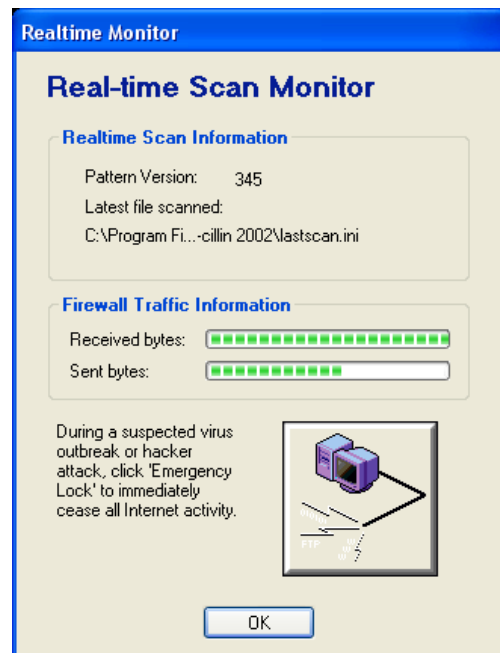 Realtime Monitor
Real-time Scan Monitor
Realtime Scan Information
Pattern Version: 345
Latest file scanned:
C:\Program Fi...-cillin 2002\lastscan.ini
Firewall Traffic Information
Received bytes:
Sent bytes:
During a suspected virus
outbreak or hacker
attack, click 'Emergency
Lock' to immediately
cease all Internet activity.
FTP
OK